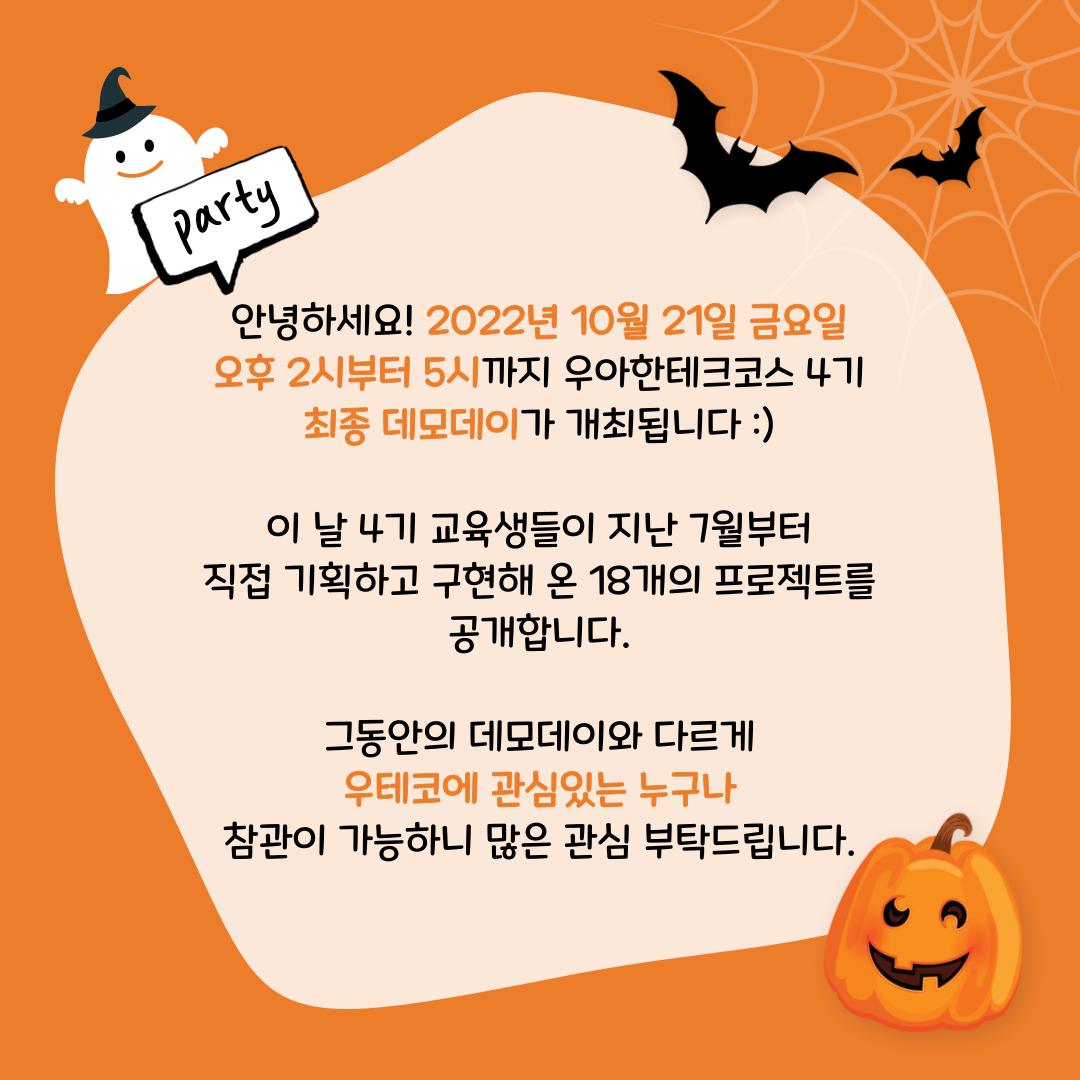 party
안녕하세요! 2022년 10월 21일 금요일
오후 2시부터 5시까지 우아한테크코스 4기
최종 데모데이가 개최됩니다 :)
이 날 4기 교육생들이 지난 7월부터
직접 기획하고 구현해 온 18개의 프로젝트를
공개합니다.
그동안의 데모데이와 다르게
우테코에 관심있는 누구나
참관이 가능하니 많은 관심 부탁드립니다.